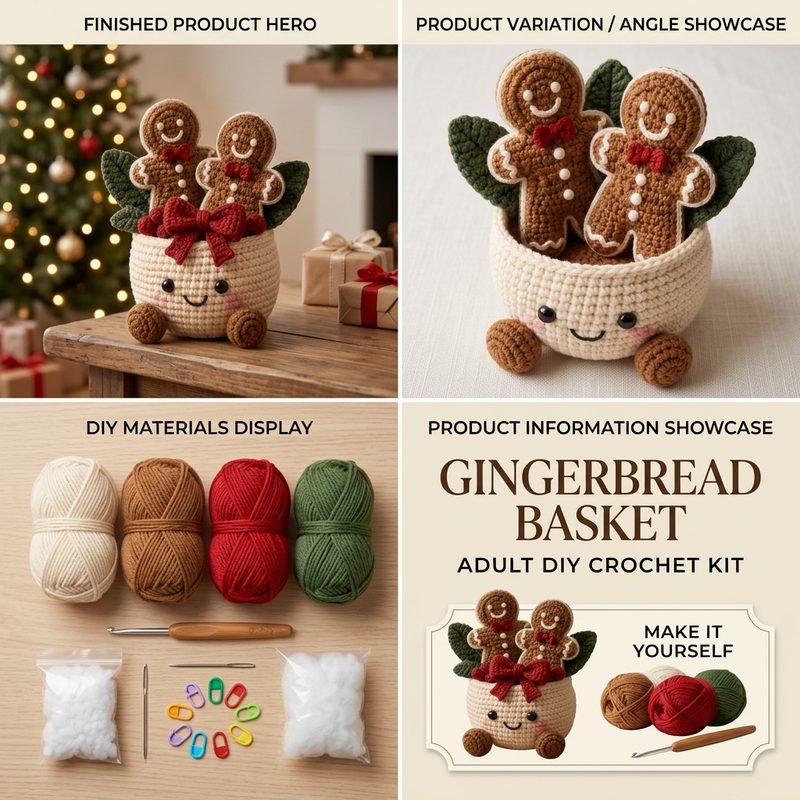 FINISHED PRODUCT HERO
PRODUCT VARIATION / ANGLE SHOWCASE
DIY MATERIALS DISPLAY
PRODUCT INFORMATION SHOWCASE
GINGERBREAD
BASKET
ADULT DIY CROCHET KIT
MAKE IT
YOURSELF